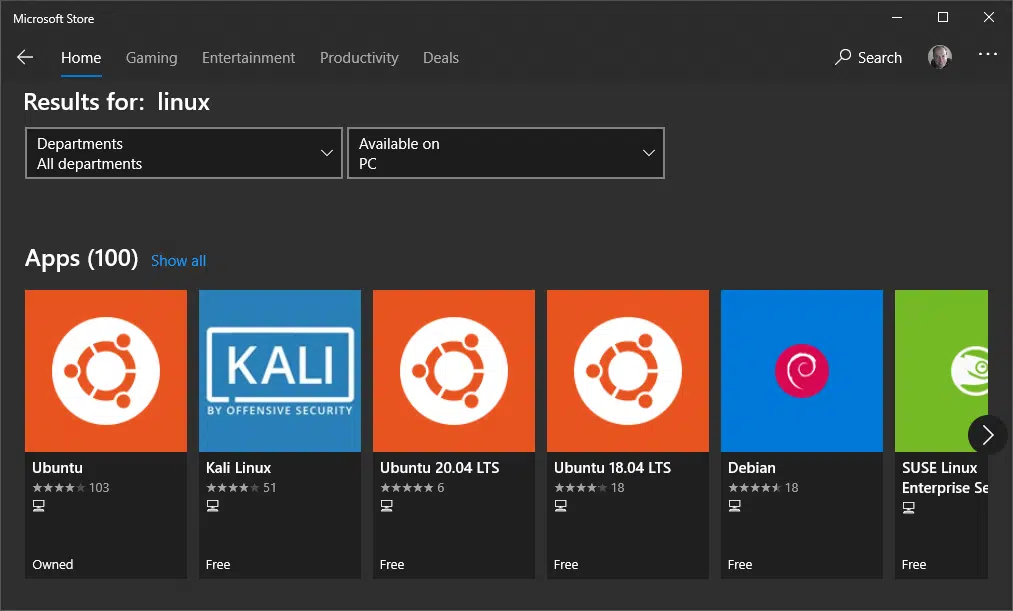 Microsoft Store
Home Gaming Entertainment Productivity Deals Search
Results for: linux
Departments
All departments
Available on
PC
Apps (100) Show all
KALI
BY OFFENSIVE SECURITY
Ubuntu
103
Owned
Kali Linux
51
Free
Ubuntu 20.04 LTS
6
Free
Ubuntu 18.04 LTS
18
Free
Debian
18
Free
SUSE Linux
Enterprise Se
Free